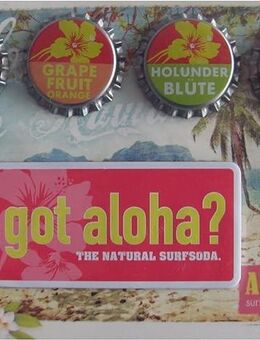 GRAPE
FRUIT
ORANGE
HOLUNDER
BLÜTE
got aloha?
THE NATURAL SURFSODA.